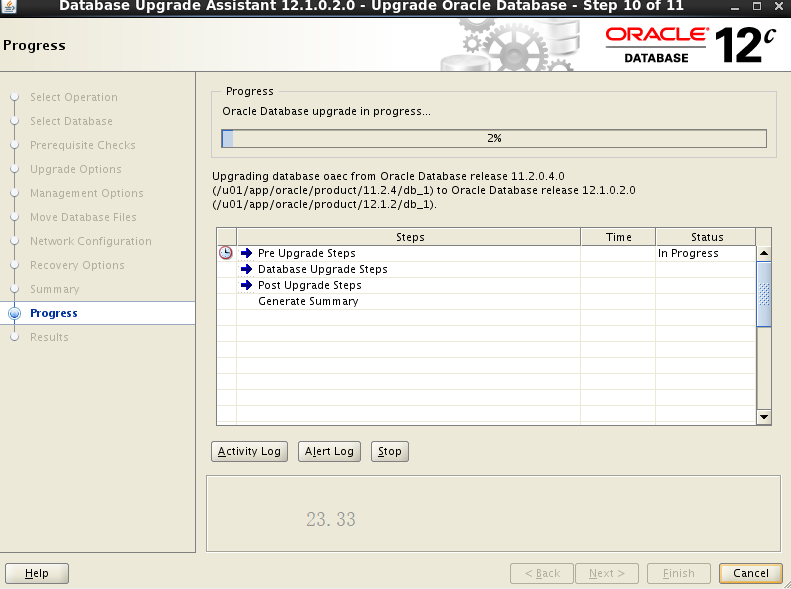 Database Upgrade Assistant 12.1.0.2.0 - Upgrade Oracle Database - Step 10 of 11
Progress
ORACLE
DATABASE
12c
Select Operation
Select Database
Prerequisite Checks
Upgrade Options
Management Options
Move Database Files
Network Configuration
Recovery Options
Summary
Progress
Results
Progress
Oracle Database upgrade in progress...
2%
Upgrading database oaec from Oracle Database release 11.2.0.4.0
(/u01/app/oracle/product/11.2.4/db_1) to Oracle Database release 12.1.0.2.0
(/u01/app/oracle/product/12.1.2/db_1).
Steps Time Status
Pre Upgrade Steps In Progress
Database Upgrade Steps
Post Upgrade Steps
Generate Summary
Activity Log Alert Log Stop
23.33
Help < Back Next > Finish Cancel